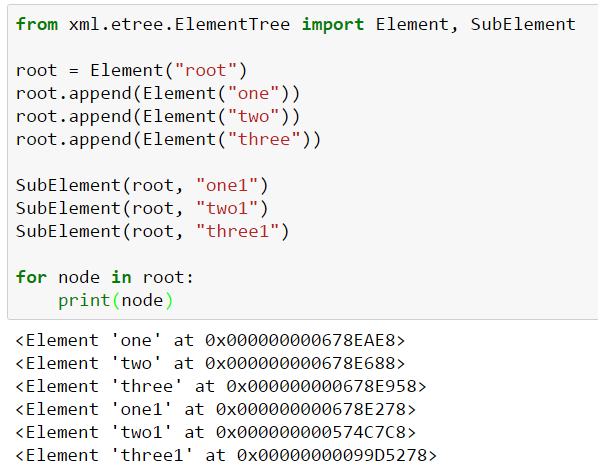 from xml.etree.ElementTree import Element, SubElement
root = Element("root")
root.append(Element("one"))
root.append(Element("two"))
root.append(Element("three"))
SubElement(root, "one1")
SubElement(root, "two1")
SubElement(root, "three1")
for node in root:
    print(node)
<Element 'one' at 0x000000000678EAE8>
<Element 'two' at 0x000000000678E688>
<Element 'three' at 0x000000000678E958>
<Element 'one1' at 0x000000000678E278>
<Element 'two1' at 0x000000000574C7C8>
<Element 'three1' at 0x00000000099D5278>